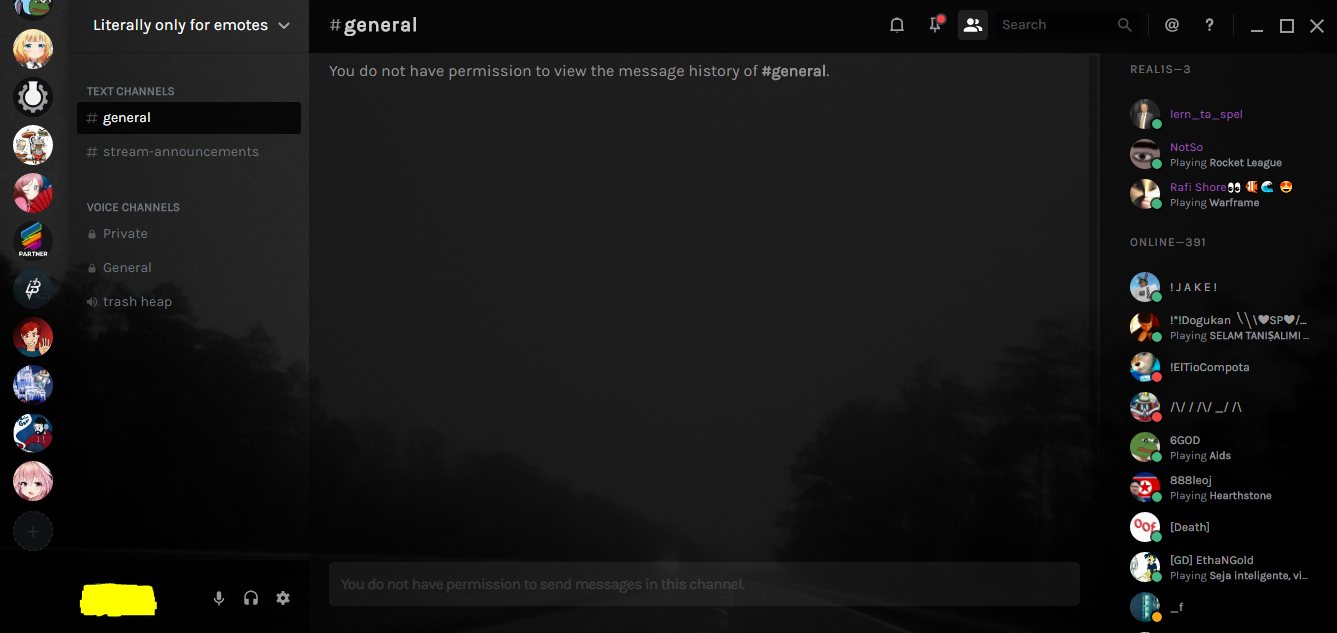 Literally only for emotes
#general
Search
@
?
TEXT CHANNELS
# general
# stream-announcements
VOICE CHANNELS
Private
General
trash heap
PARTNER
You do not have permission to view the message history of #general.
You do not have permission to send messages in this channel.
REAL1S—3
lern_ta_spel
NotSo
Playing Rocket League
Rafi Shore👀 🐠 🌊 😍
Playing Warframe
ONLINE—391
! J A K E !
!*!Dogukan ╲╲╲🖤SP🖤/...
Playing SELAM TANIŞALIMI ...
!ElTioCompota
/\/ / /\/ _/ /\
6GOD
Playing Aids
888leoj
Playing Hearthstone
[Death]
oof
[GD] EthaNGold
Playing Seja inteligente, vi...
_f